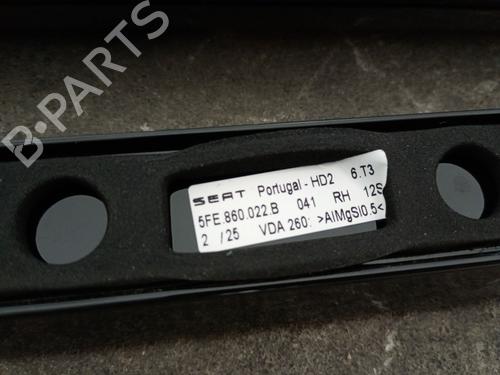 B-PARTS
SEAT Portugal - HD2 6.T3
5FE 860.022.B 041 RH 12S
2 /25 VDA 260: >AlMgSi0.5<